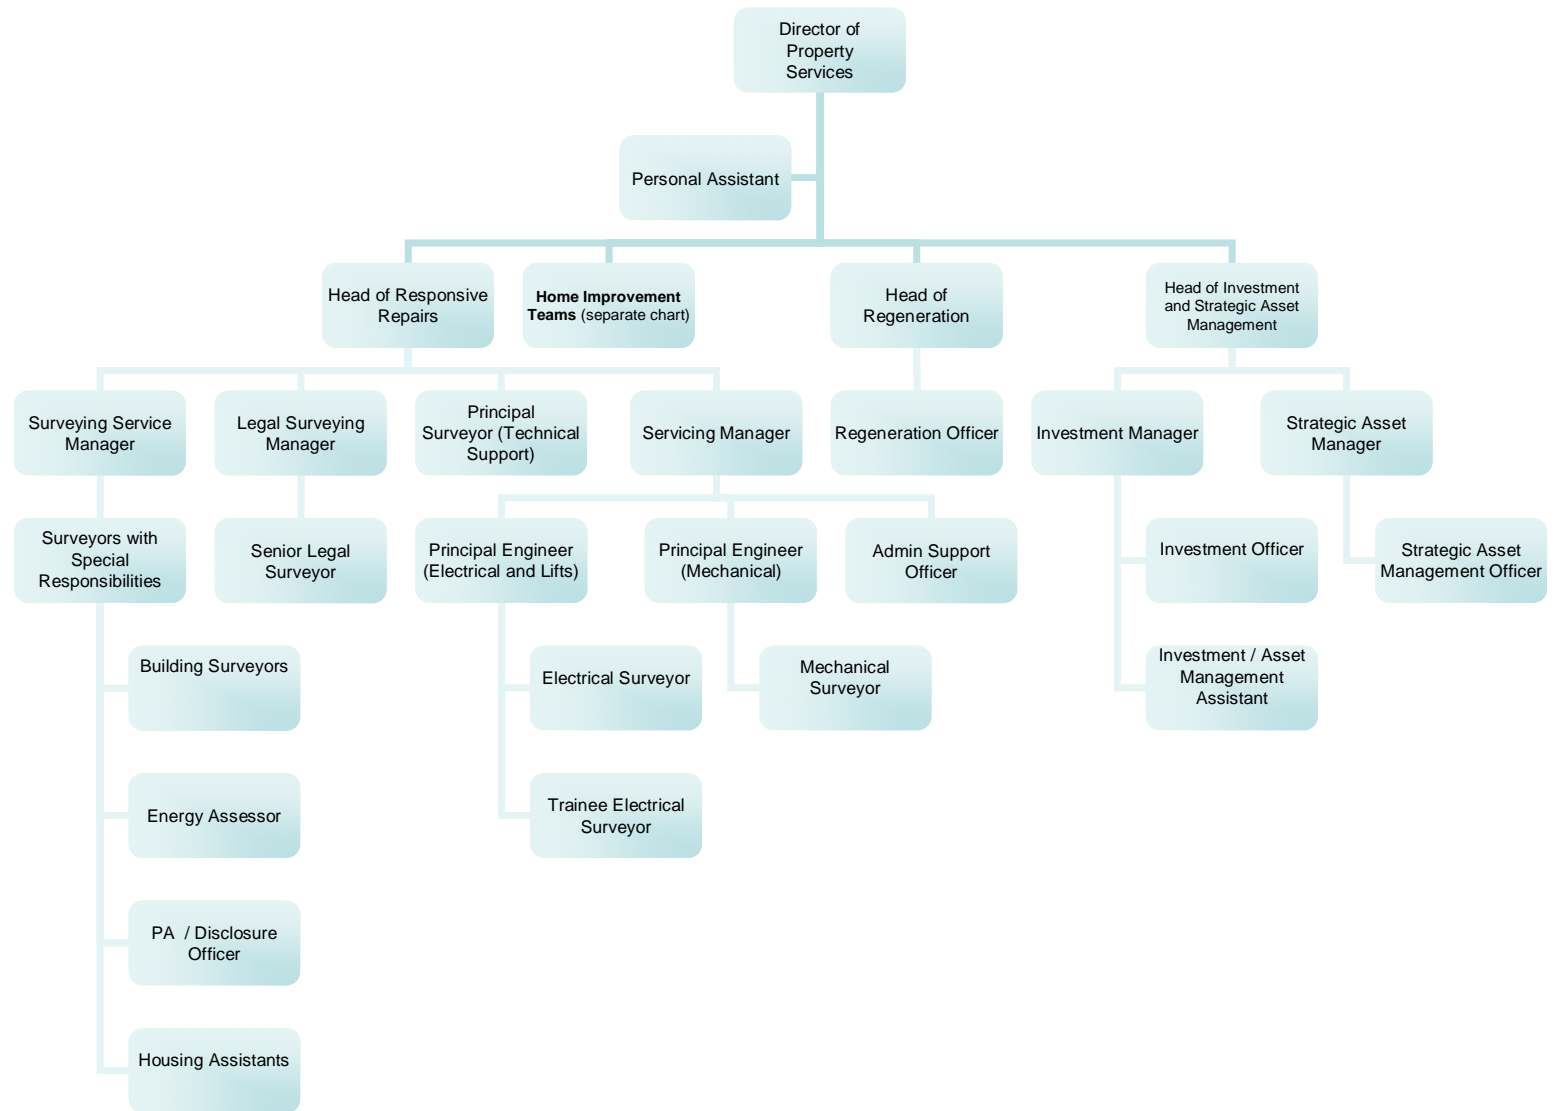 Director of
Property
Services
Personal Assistant
Head of Responsive
Repairs
Home Improvement
Teams (separate chart)
Head of
Regeneration
Head of Investment
and Strategic Asset
Management
Surveying Service
Manager
Legal Surveying
Manager
Principal
Surveyor (Technical
Support)
Servicing Manager
Regeneration Officer
Investment Manager
Strategic Asset
Manager
Surveyors with
Special
Responsibilities
Senior Legal
Surveyor
Principal Engineer
(Electrical and Lifts)
Principal Engineer
(Mechanical)
Admin Support
Officer
Investment Officer
Strategic Asset
Management Officer
Building Surveyors
Electrical Surveyor
Mechanical
Surveyor
Investment / Asset
Management
Assistant
Energy Assessor
Trainee Electrical
Surveyor
PA / Disclosure
Officer
Housing Assistants